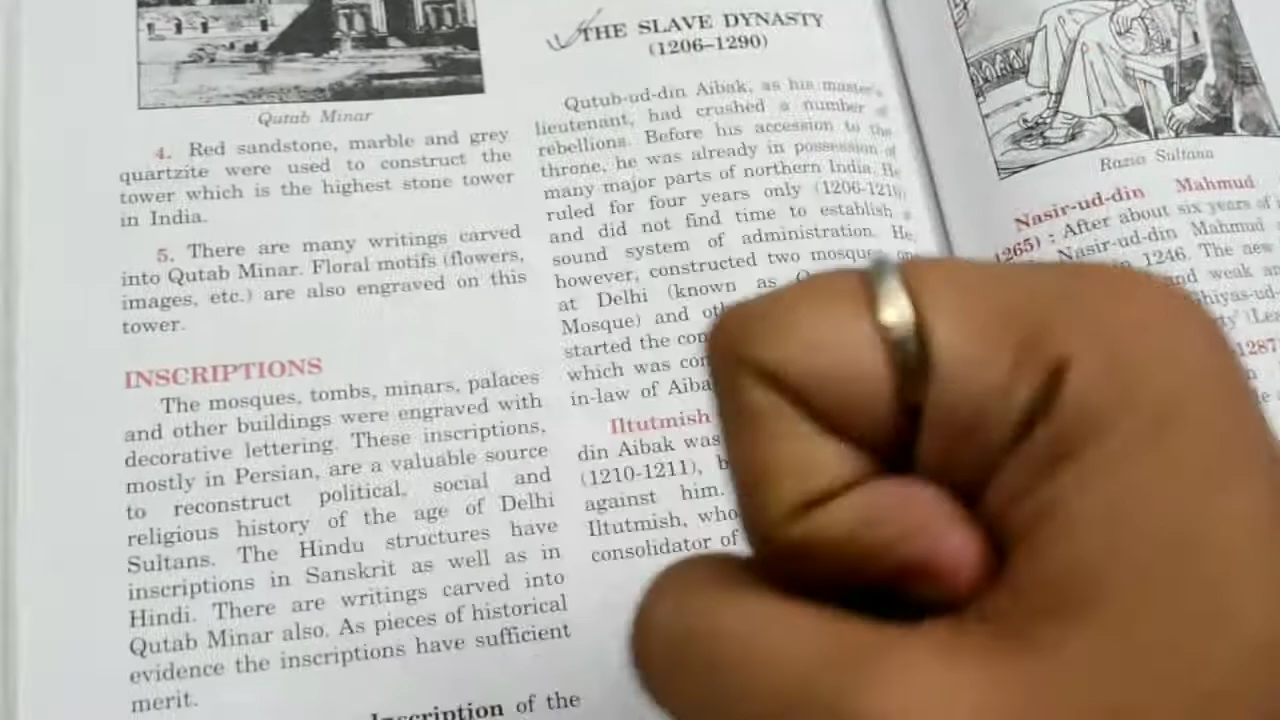 Qutab Minar
4. Red sandstone, marble and grey
quartzite were used to construct the
tower which is the highest stone tower
in India.
5. There are many writings carved
into Qutab Minar. Floral motifs (flowers,
images, etc.) are also engraved on this
tower.
INSCRIPTIONS
The mosques, tombs, minars, palaces
and other buildings were engraved with
decorative lettering. These inscriptions,
mostly in Persian, are a valuable source
to reconstruct political, social and
religious history of the age of Delhi
Sultans. The Hindu structures have
inscriptions in Sanskrit as well as in
Hindi. There are writings carved into
Qutab Minar also. As pieces of historical
evidence the inscriptions have sufficient
merit.
Inscription of the
THE SLAVE DYNASTY
(1206–1290)
Qutub-ud-din Aibak, as his master's
lieutenant, had crushed a number of
rebellions. Before his accession to the
throne, he was already in possession of
many major parts of northern India. He
ruled for four years only (1206-1210)
and did not find time to establish a
sound system of administration. He,
however, constructed two mosques, one
at Delhi (known as
Mosque) and
started the
which was
in-law of
Iltutmish
din Aibak was
(1210-1211),
against him.
Iltutmish, who
consolidator of
Razia Sultana
Nasir-ud-din Mahmud
1265) : After about six years of
Nasir-ud-din Mahmud
in 1246. The new
and weak